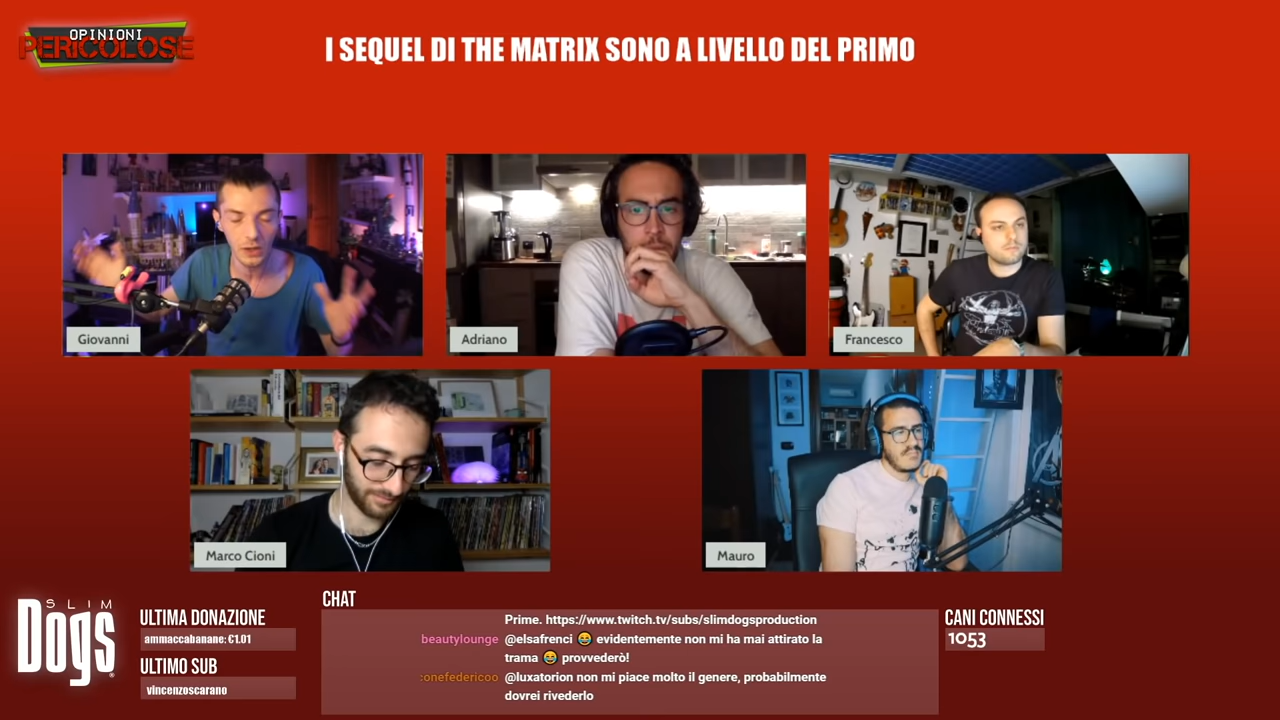 OPINIONI
PERICOLOSE
I SEQUEL DI THE MATRIX SONO A LIVELLO DEL PRIMO
Giovanni
Adriano
Francesco
Marco Cioni
Mauro
SLIM
Dogs
ULTIMA DONAZIONE
ammaccabanane: €1.01
ULTIMO SUB
vincenzoscarano
CHAT
Prime. https://www.twitch.tv/subs/slimdogsproduction
beautylounge @elsafrenci 😂 evidentemente non mi ha mai attirato la
trama 😂 provvederò!
:onefedericoo @luxatorion non mi piace molto il genere, probabilmente
dovrei rivederlo
CANI CONNESSI
1053